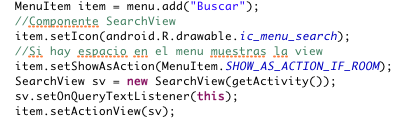 MenuItem item = menu.add("Buscar");
//Componente SearchView
item.setIcon(android.R.drawable.ic_menu_search);
//Si hay espacio en el menu muestras la view
item.setShowAsAction(MenuItem.SHOW_AS_ACTION_IF_ROOM);
SearchView sv = new SearchView(getActivity());
sv.setOnQueryTextListener(this);
item.setActionView(sv);